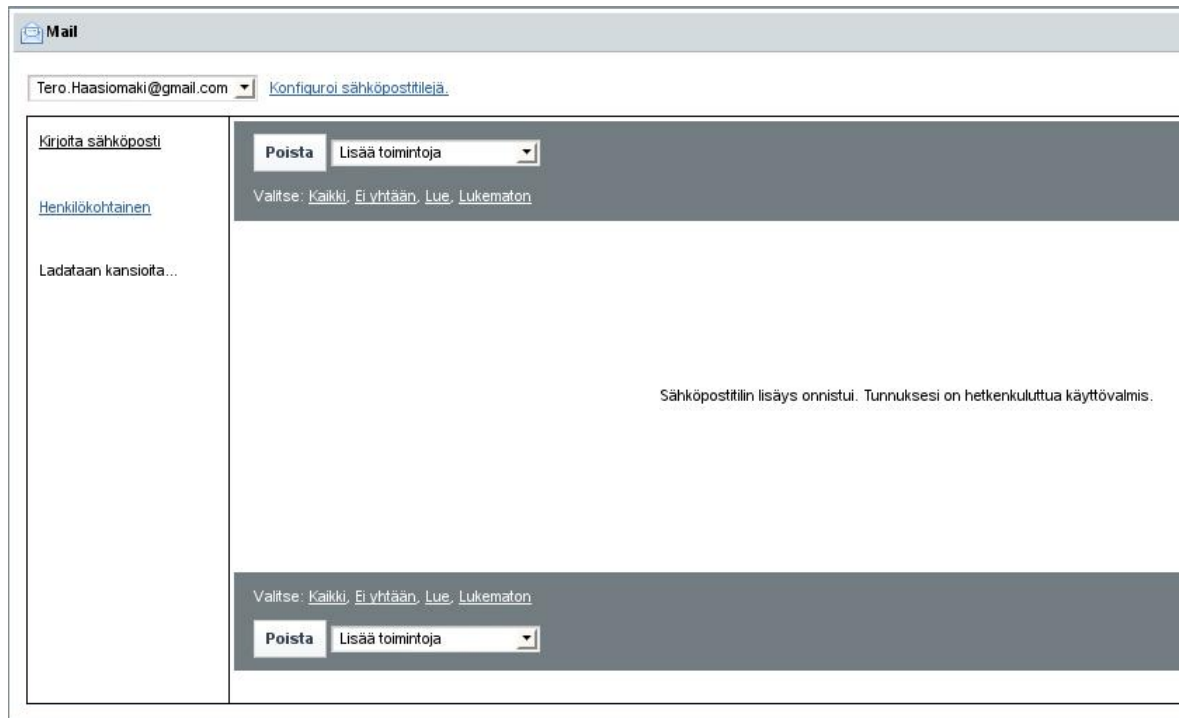 Mail
Tero.Haasiomaki@gmail.com Konfiguroi sähköpostitilejä.
Kirjoita sähköposti
Henkilökohtainen
Ladataan kansioita...
Poista Lisää toimintoja
Valitse: Kaikki, Ei yhtään, Lue, Lukematon
Sähköpostitilin lisäys onnistui. Tunnuksesi on hetkenkuluttua käyttövalmis.
Valitse: Kaikki, Ei yhtään, Lue, Lukematon
Poista Lisää toimintoja